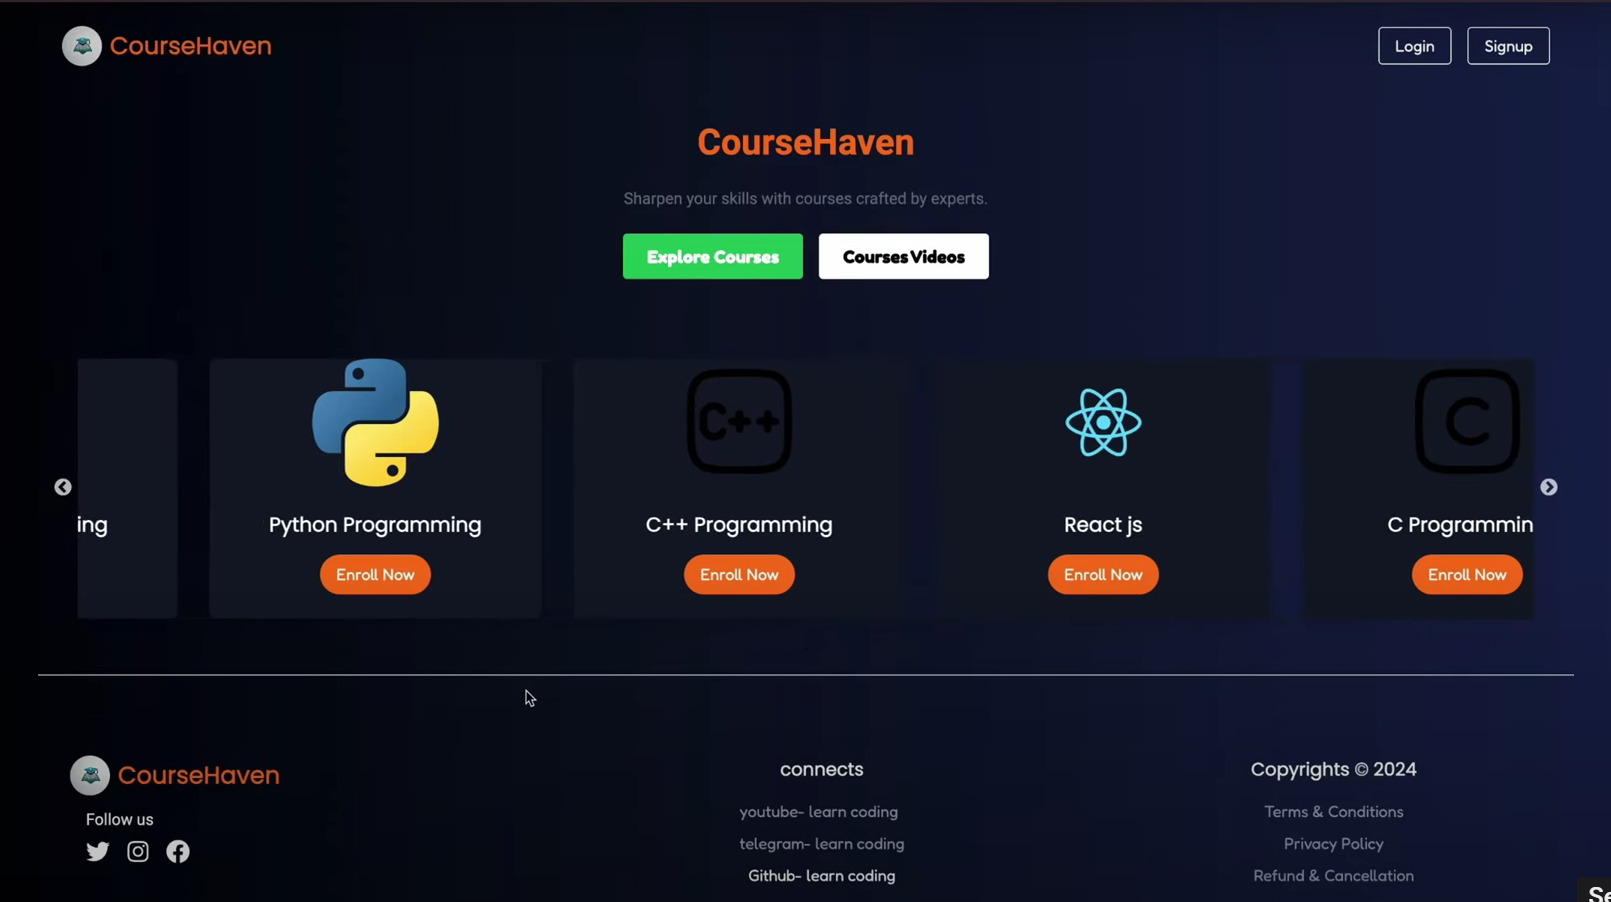 CourseHaven
Login
Signup
CourseHaven
Sharpen your skills with courses crafted by experts.
Explore Courses
Courses Videos
C++
C
ing
Python Programming
C++ Programming
React js
C Programmin
Enroll Now
Enroll Now
Enroll Now
Enroll Now
CourseHaven
Follow us
connects
youtube- learn coding
telegram- learn coding
Github- learn coding
Copyrights © 2024
Terms & Conditions
Privacy Policy
Refund & Cancellation